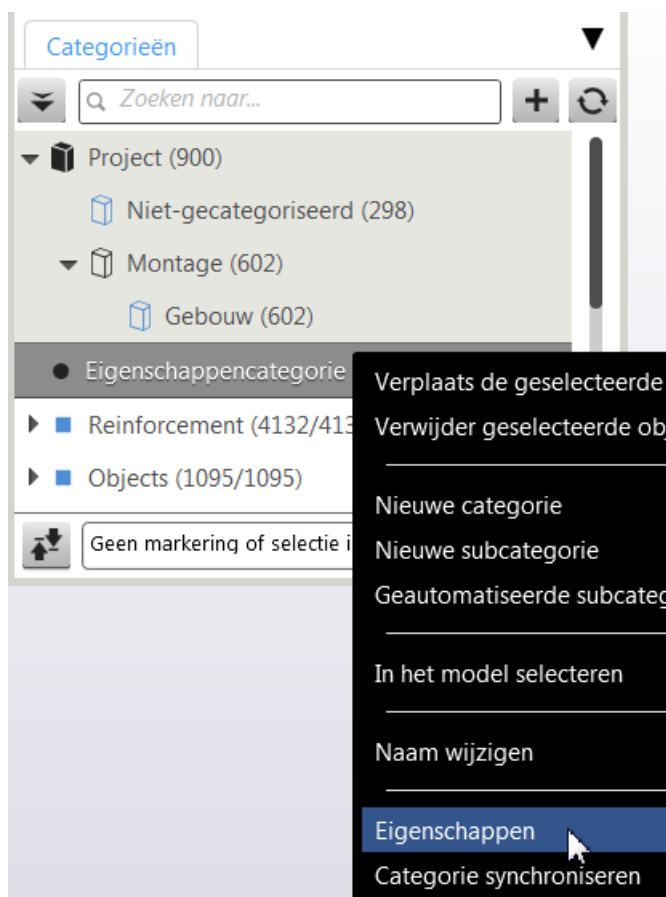 Categorieën
Zoeken naar...
Project (900)
Niet-gecategoriseerd (298)
Montage (602)
Gebouw (602)
Eigenschappencategorie
Verplaats de geselecteerde
Reinforcement (4132/413
Verwijder geselecteerde obj
Objects (1095/1095)
Nieuwe categorie
Geen markering of selectie i
Nieuwe subcategorie
Geautomatiseerde subcateg
In het model selecteren
Naam wijzigen
Eigenschappen
Categorie synchroniseren